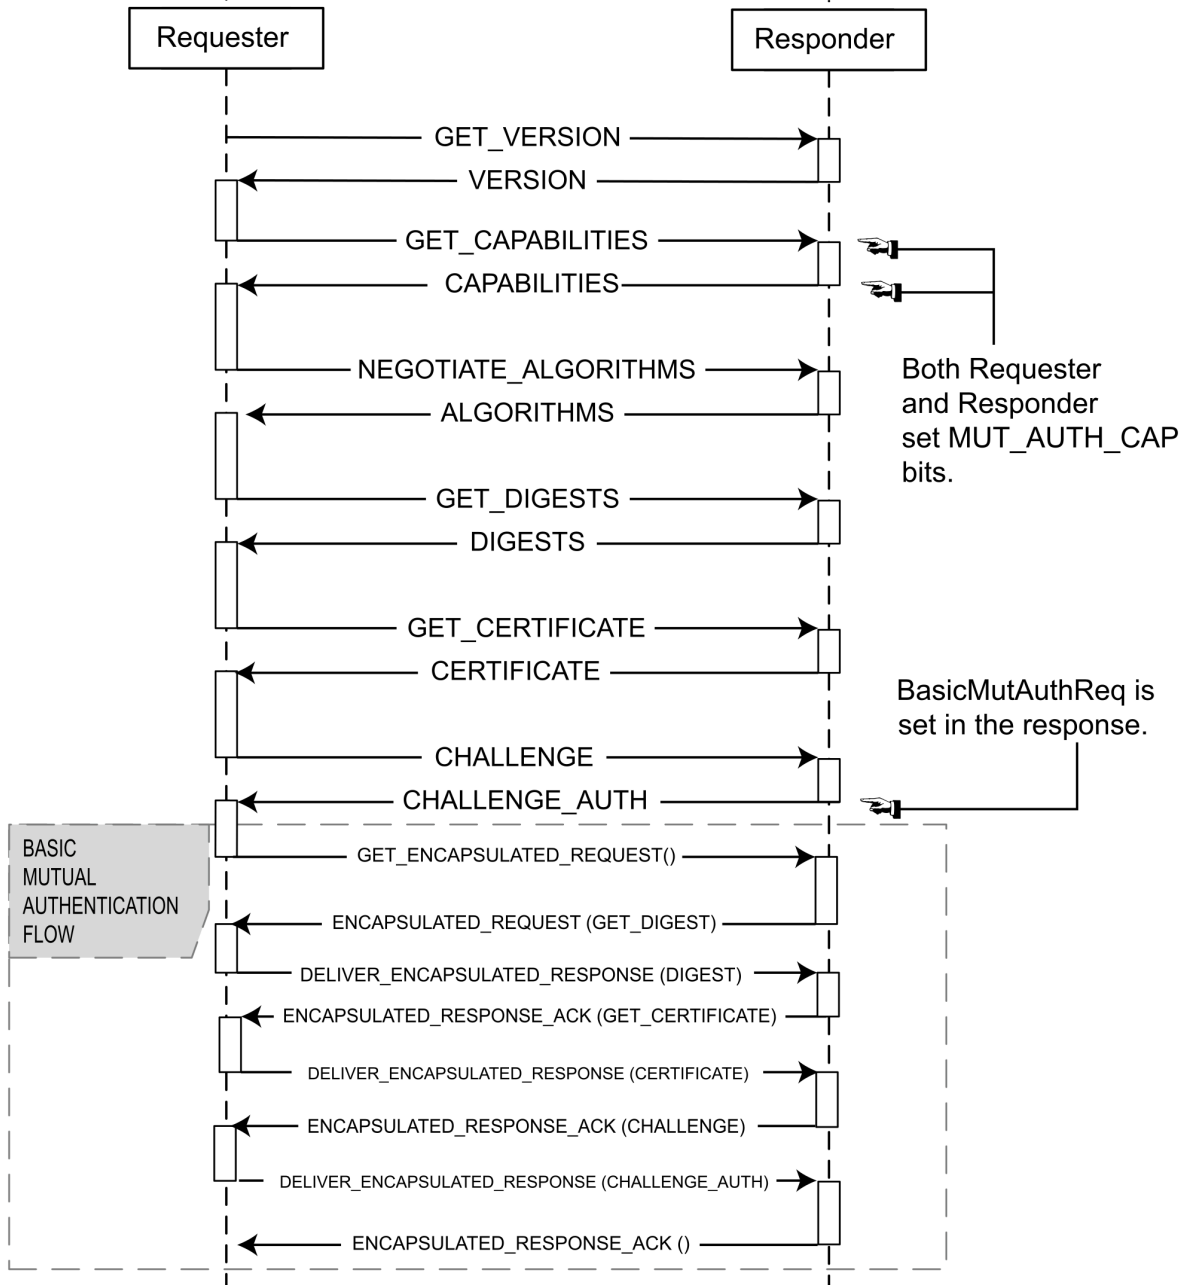 Requester
Responder
GET_VERSION
VERSION
GET_CAPABILITIES
CAPABILITIES
Both Requester
and Responder
set MUT_AUTH_CAP
bits.
NEGOTIATE_ALGORITHMS
ALGORITHMS
GET_DIGESTS
DIGESTS
GET_CERTIFICATE
CERTIFICATE
BasicMutAuthReq is
set in the response.
CHALLENGE
CHALLENGE_AUTH
BASIC
MUTUAL
AUTHENTICATION
FLOW
GET_ENCAPSULATED_REQUEST()
ENCAPSULATED_REQUEST (GET_DIGEST)
DELIVER_ENCAPSULATED_RESPONSE (DIGEST)
ENCAPSULATED_RESPONSE_ACK (GET_CERTIFICATE)
DELIVER_ENCAPSULATED_RESPONSE (CERTIFICATE)
ENCAPSULATED_RESPONSE_ACK (CHALLENGE)
DELIVER_ENCAPSULATED_RESPONSE (CHALLENGE_AUTH)
ENCAPSULATED_RESPONSE_ACK ()